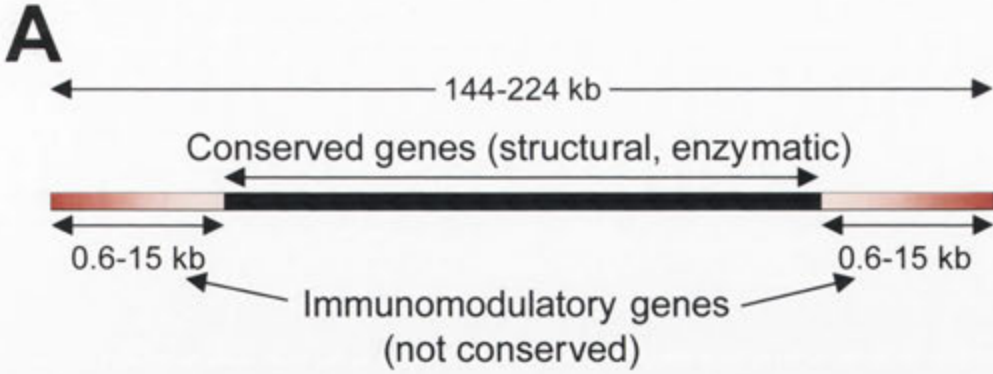 A
144-224 kb
Conserved genes (structural, enzymatic)
0.6-15 kb
0.6-15 kb
Immunomodulatory genes
(not conserved)